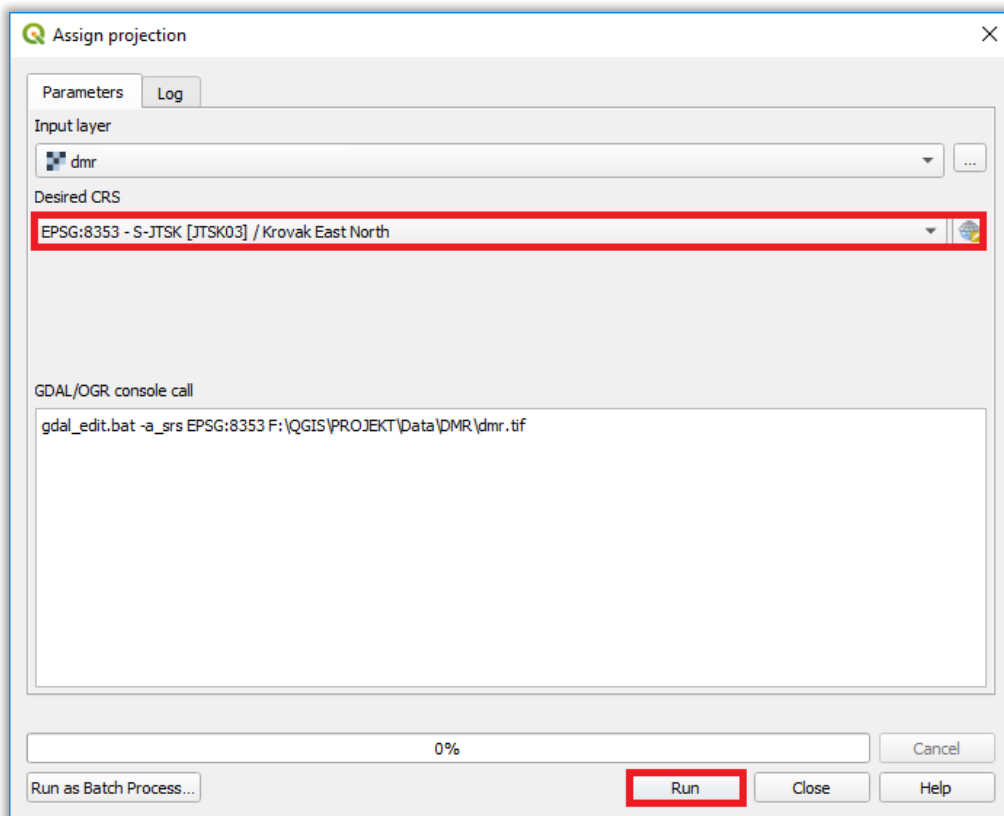 Assign projection
Parameters
Log
Input layer
dmr
...
Desired CRS
EPSG:8353 - S-JTSK [JTSK03] / Krovak East North
GDAL/OGR console call
gdal_edit.bat -a_srs EPSG:8353 F:\QGIS\PROJEKT\Data\DMR\dmr.tif
0%
Cancel
Run as Batch Process...
Run
Close
Help